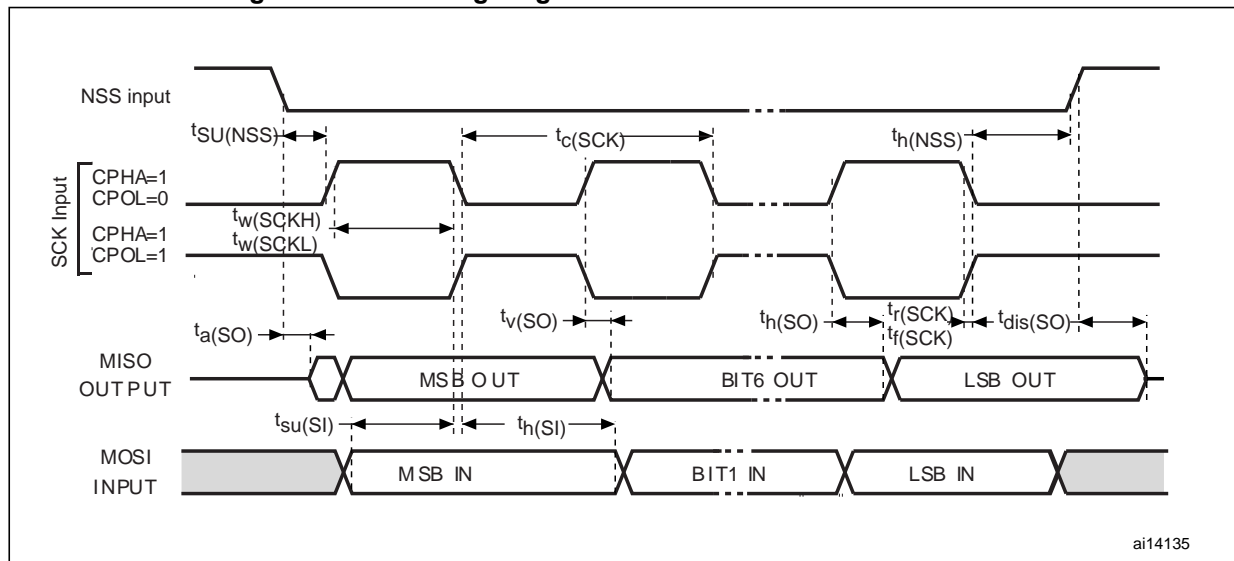 NSS input
tSU(NSS)
tc(SCK)
th(NSS)
SCK Input
CPHA=1
CPOL=0
tw(SCKH)
tw(SCKL)
CPHA=1
CPOL=1
ta(SO)
tv(SO)
th(SO)
tr(SCK)
tf(SCK)
tdis(SO)
MISO
OUTPUT
MSB OUT
BIT6 OUT
LSB OUT
tsu(SI)
th(SI)
MOSI
INPUT
MSB IN
BIT1 IN
LSB IN
ai14135